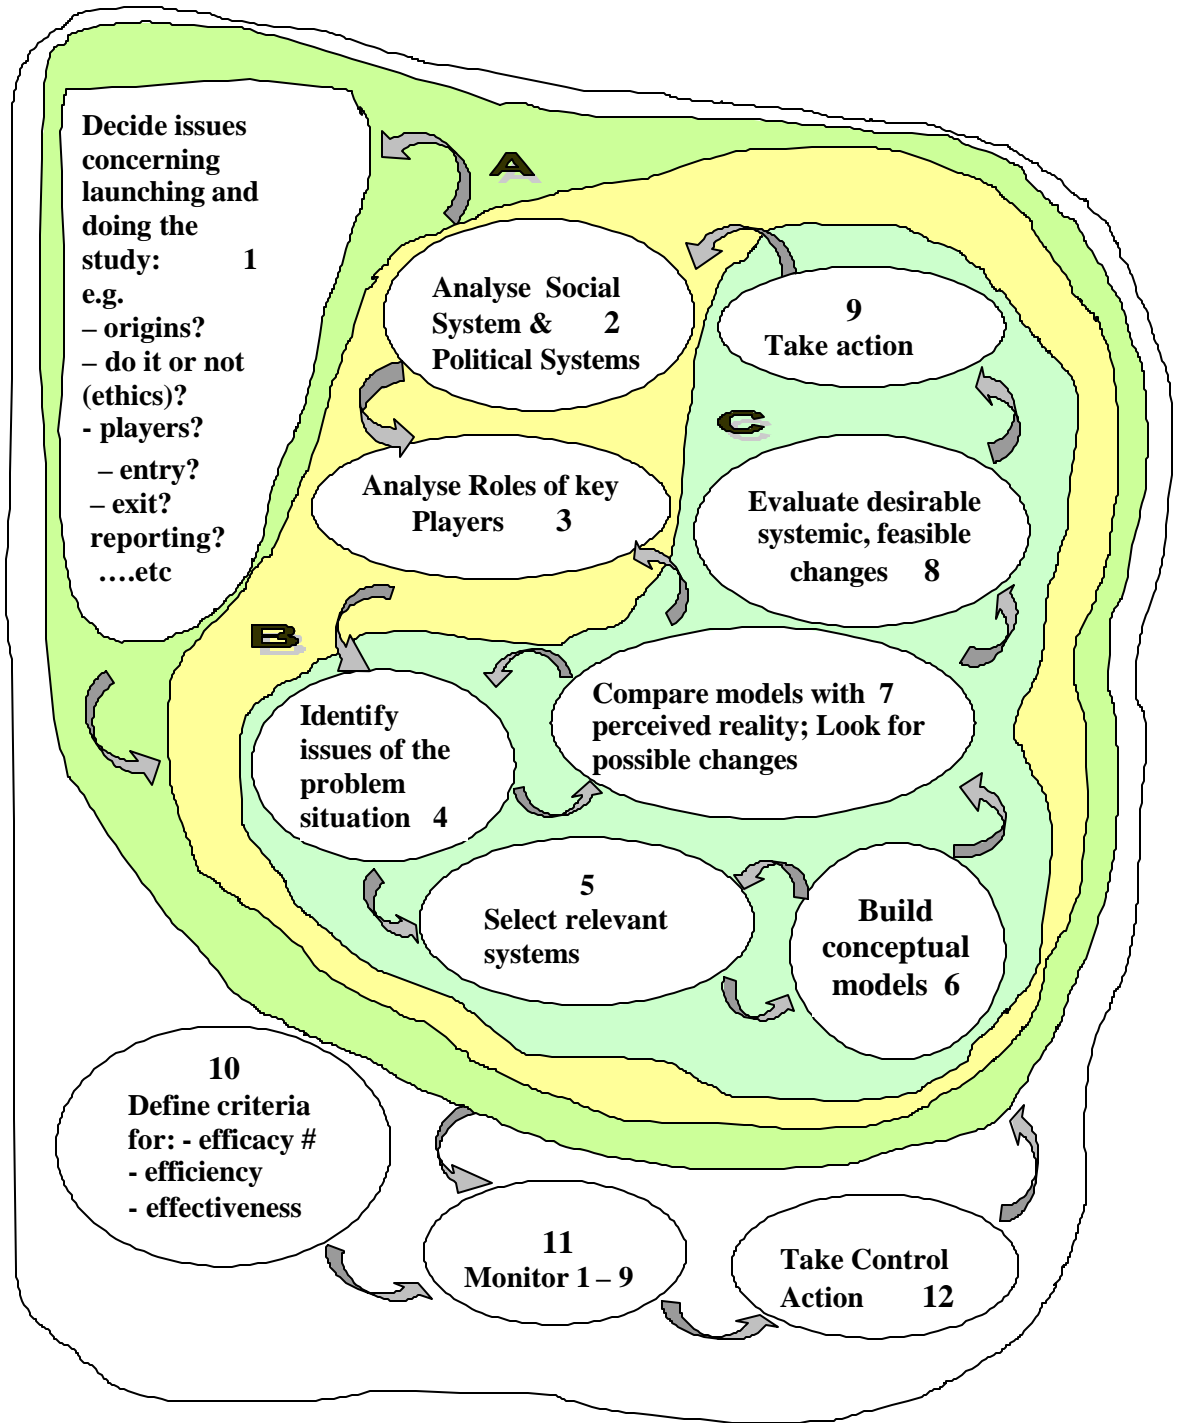 Decide issues
concerning
launching and
doing the
study: 1
e.g.
– origins?
– do it or not
(ethics)?
- players?
– entry?
– exit?
reporting?
….etc
A
Analyse Social
System & 2
Political Systems
9
Take action
C
Analyse Roles of key
Players 3
Evaluate desirable
systemic, feasible
changes 8
B
Identify
issues of the
problem
situation 4
Compare models with 7
perceived reality; Look for
possible changes
5
Select relevant
systems
Build
conceptual
models 6
10
Define criteria
for: - efficacy #
- efficiency
- effectiveness
11
Monitor 1 – 9
Take Control
Action 12